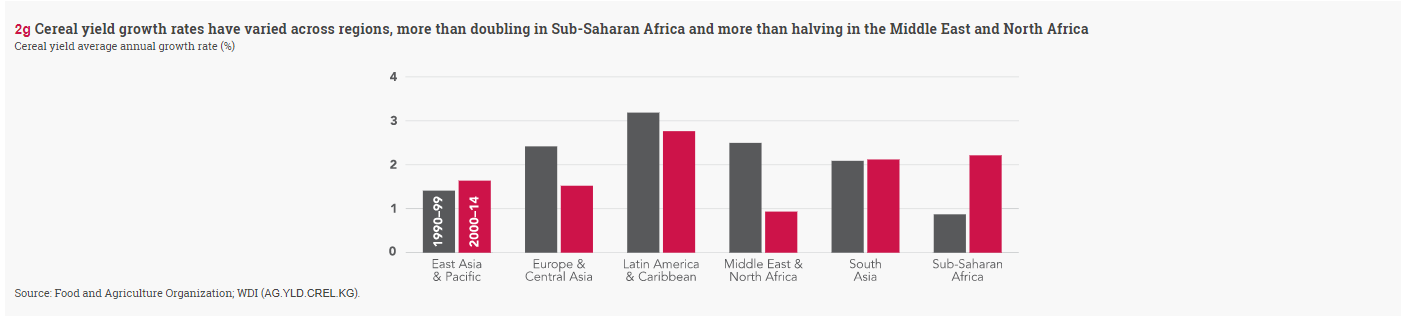 2g Cereal yield growth rates have varied across regions, more than doubling in Sub-Saharan Africa and more than halving in the Middle East and North Africa
Cereal yield average annual growth rate (%)
4
3
2
1
0
1990–99
2000–14
East Asia
& Pacific
Europe &
Central Asia
Latin America
& Caribbean
Middle East &
North Africa
South
Asia
Sub-Saharan
Africa
Source: Food and Agriculture Organization; WDI (AG.YLD.CREL.KG).